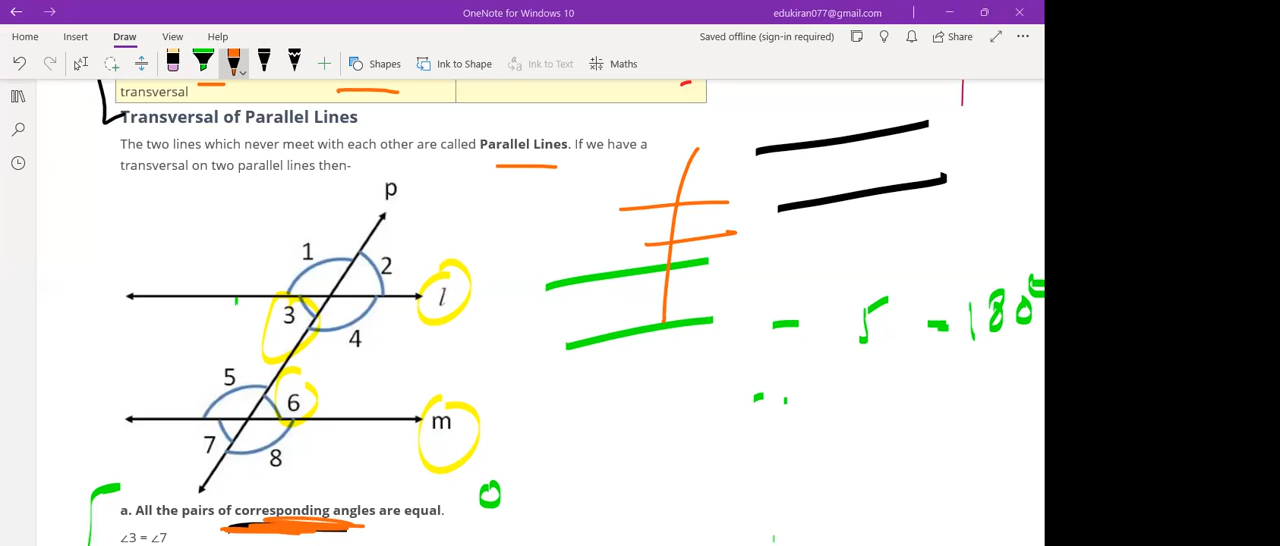 OneNote for Windows 10
edukiran077@gmail.com
Home Insert Draw View Help
Saved offline (sign-in required)
Share
Shapes
Ink to Shape
Ink to Text
Maths
transversal
Transversal of Parallel Lines
The two lines which never meet with each other are called Parallel Lines. If we have a
transversal on two parallel lines then-
p
1
2
l
3
4
5
6
m
7
8
- 5 - 180
a. All the pairs of corresponding angles are equal.
∠3 = ∠7